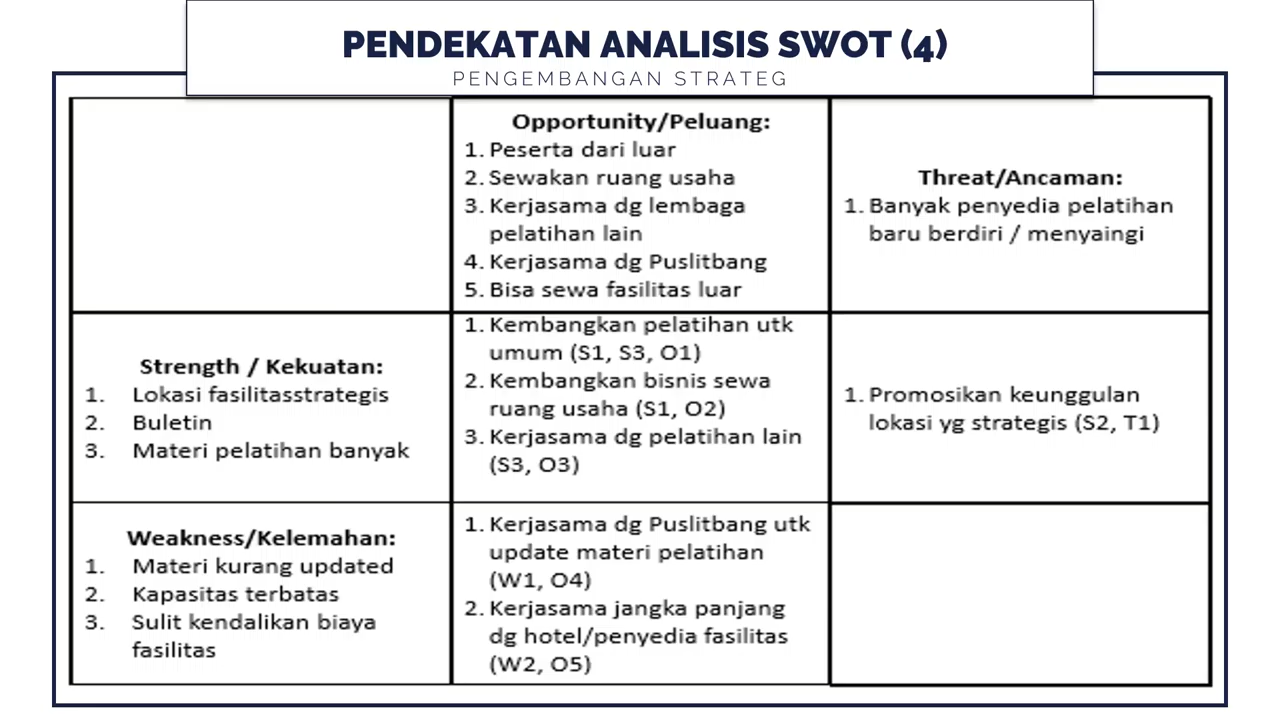 PENDEKATAN ANALISIS SWOT (4)
PENGEMBANGAN STRATEG
Opportunity/Peluang:
1. Peserta dari luar
2. Sewakan ruang usaha
3. Kerjasama dg lembaga
pelatihan lain
4. Kerjasama dg Puslitbang
5. Bisa sewa fasilitas luar
Threat/Ancaman:
1. Banyak penyedia pelatihan
baru berdiri / menyaingi
Strength / Kekuatan:
1. Lokasi fasilitasstrategis
2. Buletin
3. Materi pelatihan banyak
1. Kembangkan pelatihan utk
umum (S1, S3, O1)
2. Kembangkan bisnis sewa
ruang usaha (S1, O2)
3. Kerjasama dg pelatihan lain
(S3, O3)
1. Promosikan keunggulan
lokasi yg strategis (S2, T1)
Weakness/Kelemahan:
1. Materi kurang updated
2. Kapasitas terbatas
3. Sulit kendalikan biaya
fasilitas
1. Kerjasama dg Puslitbang utk
update materi pelatihan
(W1, O4)
2. Kerjasama jangka panjang
dg hotel/penyedia fasilitas
(W2, O5)